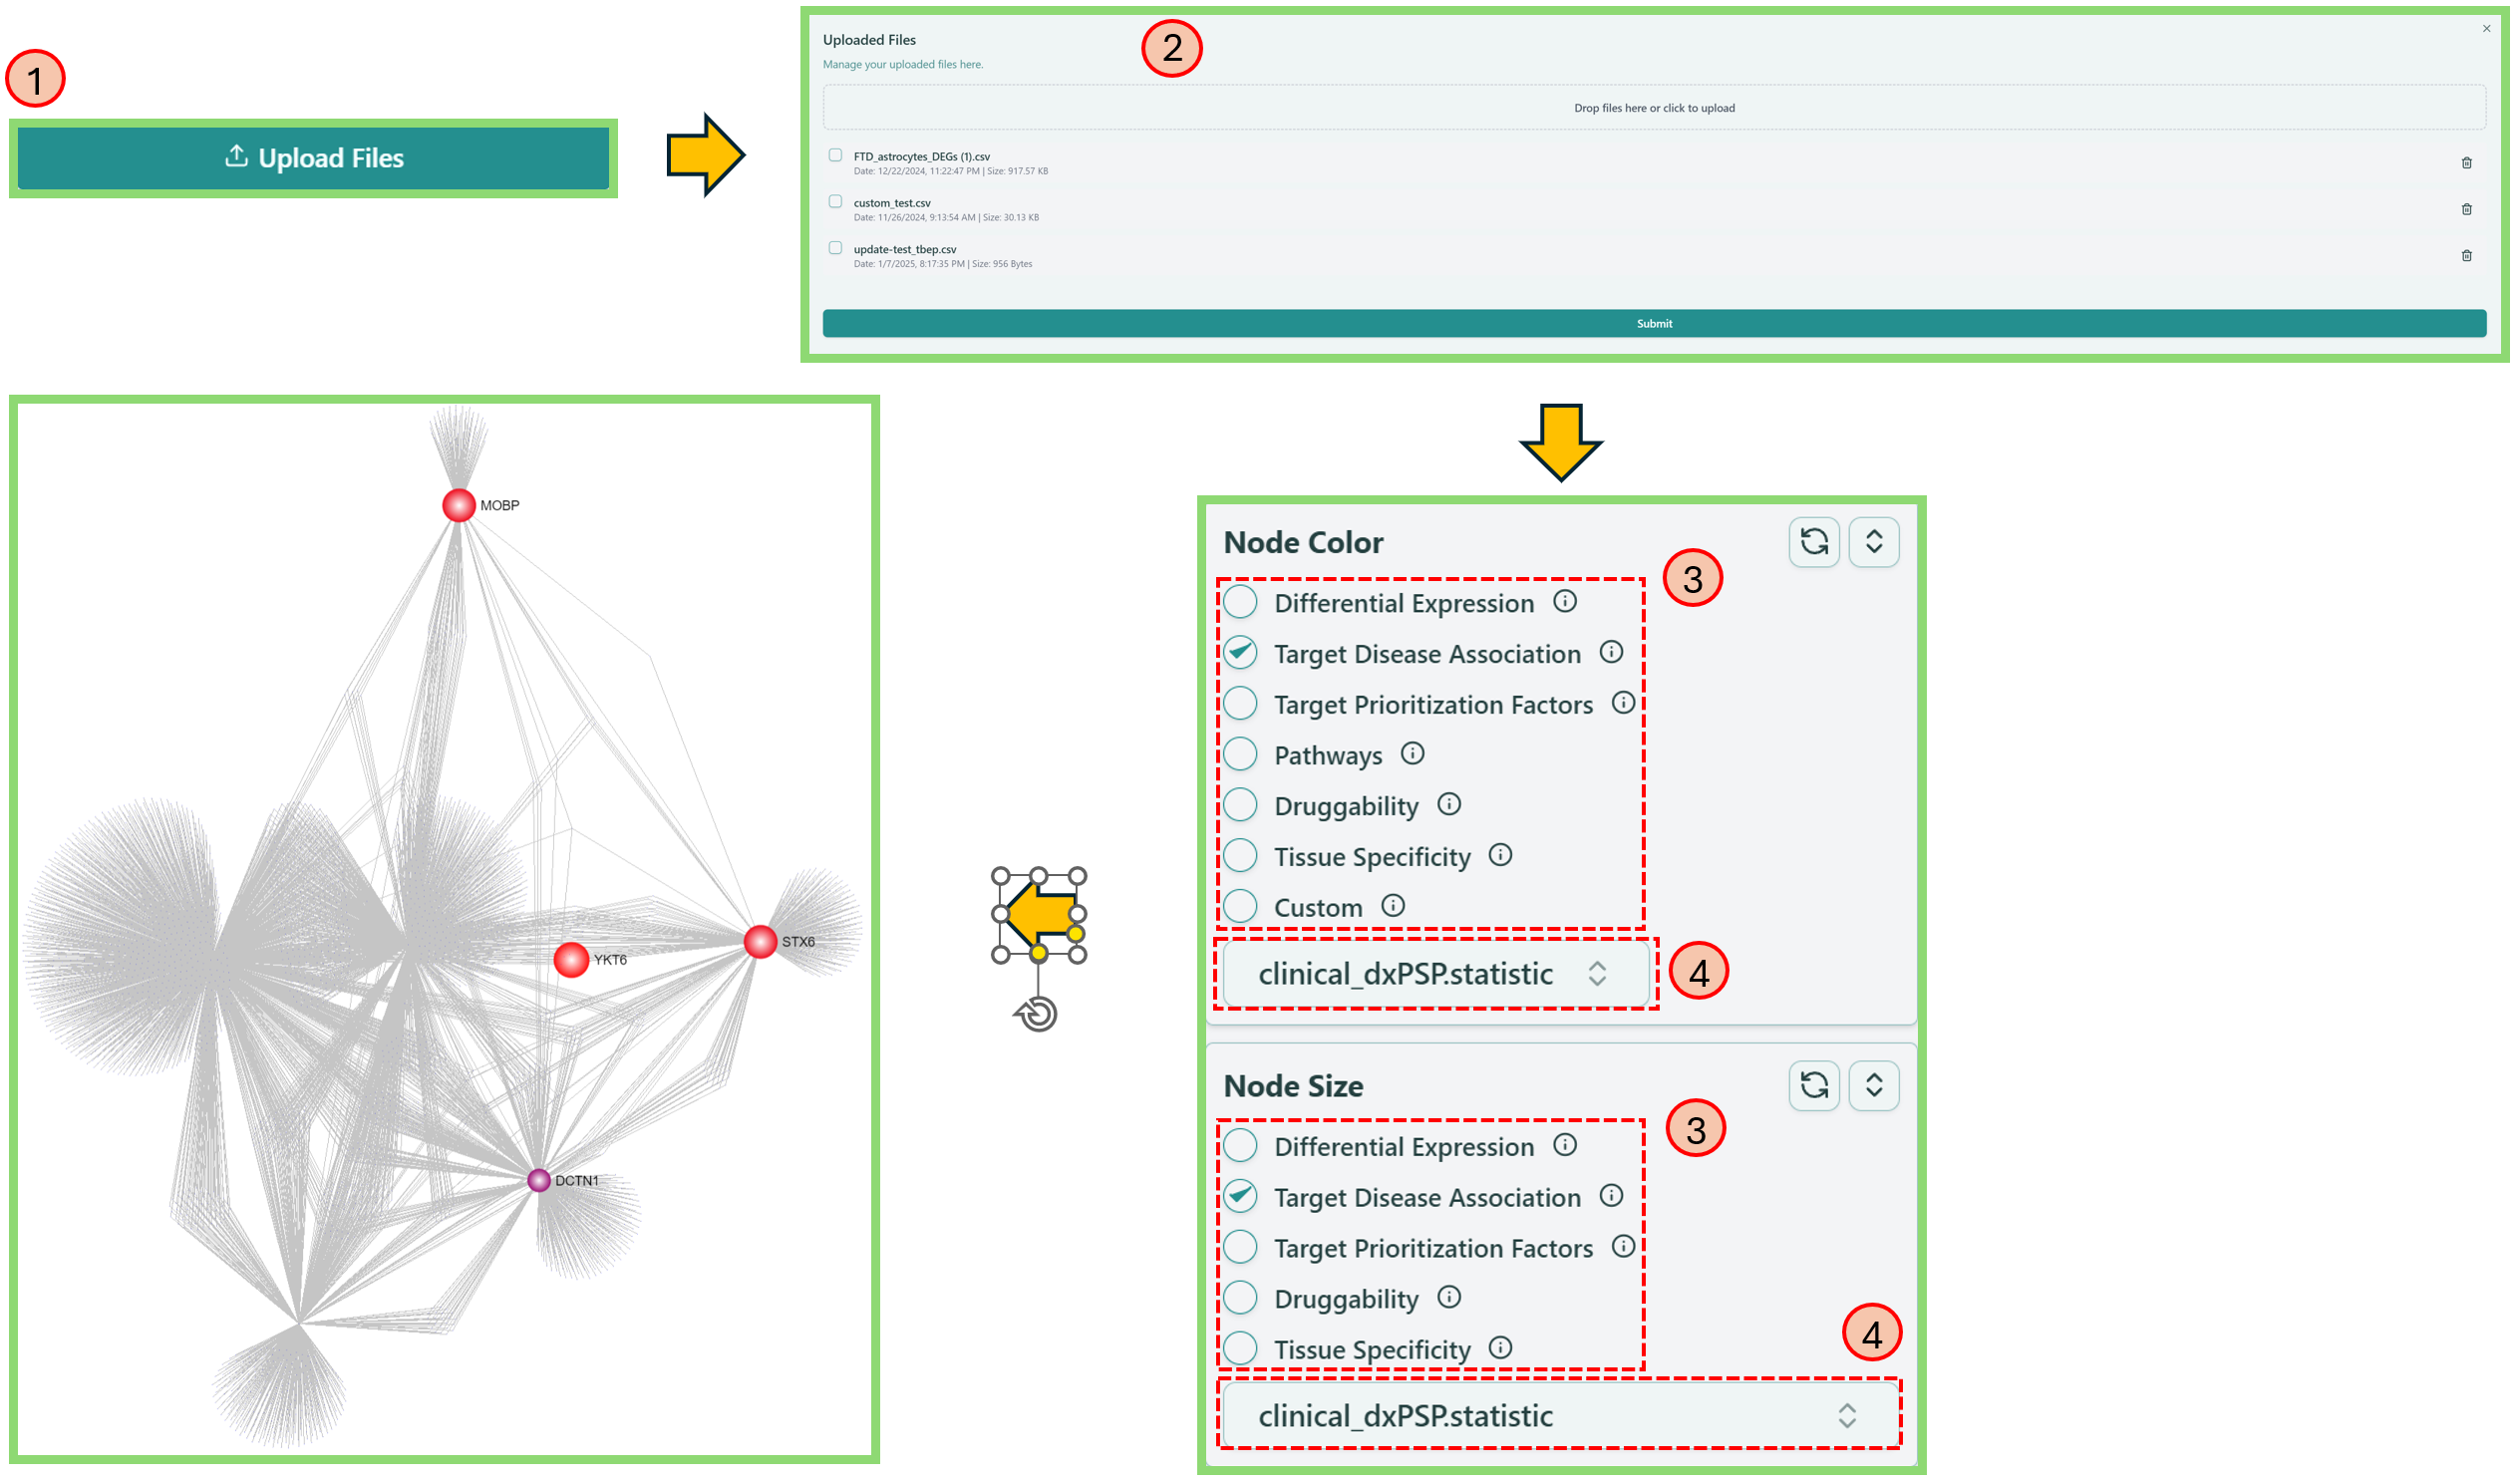 1
Upload Files
2
Uploaded Files
Manage your uploaded files here.
Drop files here or click to upload
FTD_astrocytes_DEGs (1).csv
Date: 12/22/2024, 11:22:47 PM | Size: 917.57 KB
custom_test.csv
Date: 11/26/2024, 9:13:54 AM | Size: 30.13 KB
update-test_tbep.csv
Date: 1/7/2025, 8:17:35 PM | Size: 956 Bytes
Submit
Node Color
3
Differential Expression
Target Disease Association
Target Prioritization Factors
Pathways
Druggability
Tissue Specificity
Custom
clinical_dxPSP.statistic
4
Node Size
3
Differential Expression
Target Disease Association
Target Prioritization Factors
Druggability
Tissue Specificity
4
clinical_dxPSP.statistic
MOBP
STX6
YKT6
DCTN1